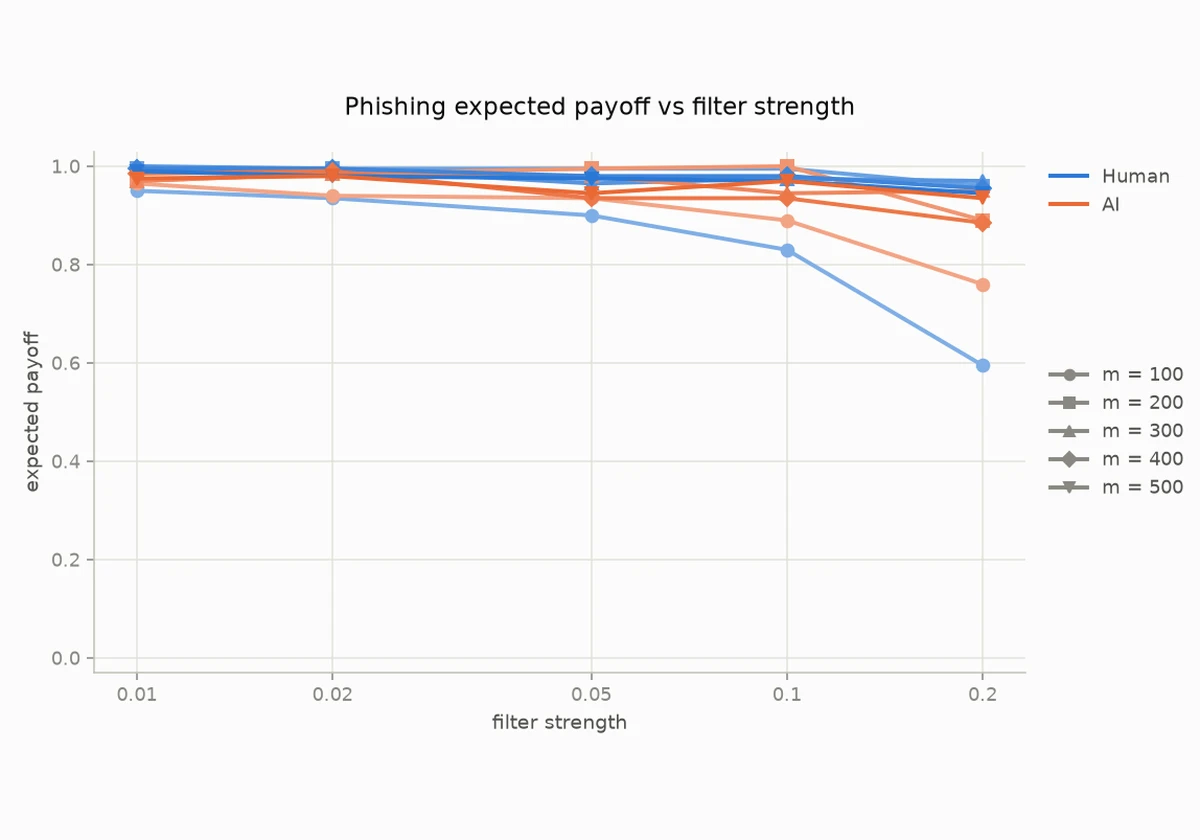 Phishing expected payoff vs filter strength
expected payoff
1.0
0.8
0.6
0.4
0.2
0.0
0.01
0.02
0.05
0.1
0.2
filter strength
Human
AI
m = 100
m = 200
m = 300
m = 400
m = 500